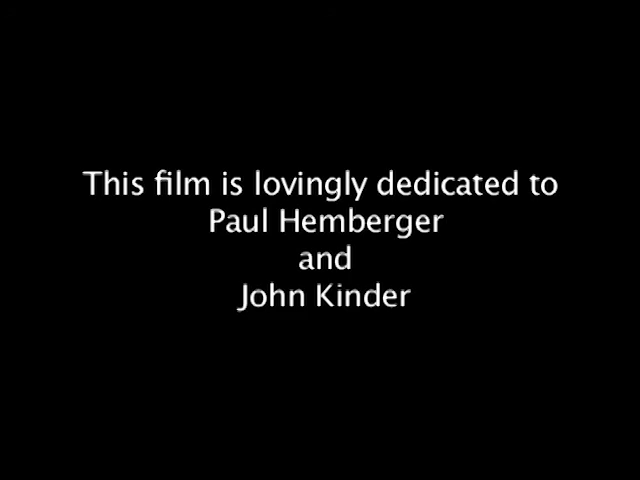 This film is lovingly dedicated to
Paul Hemberger
and
John Kinder